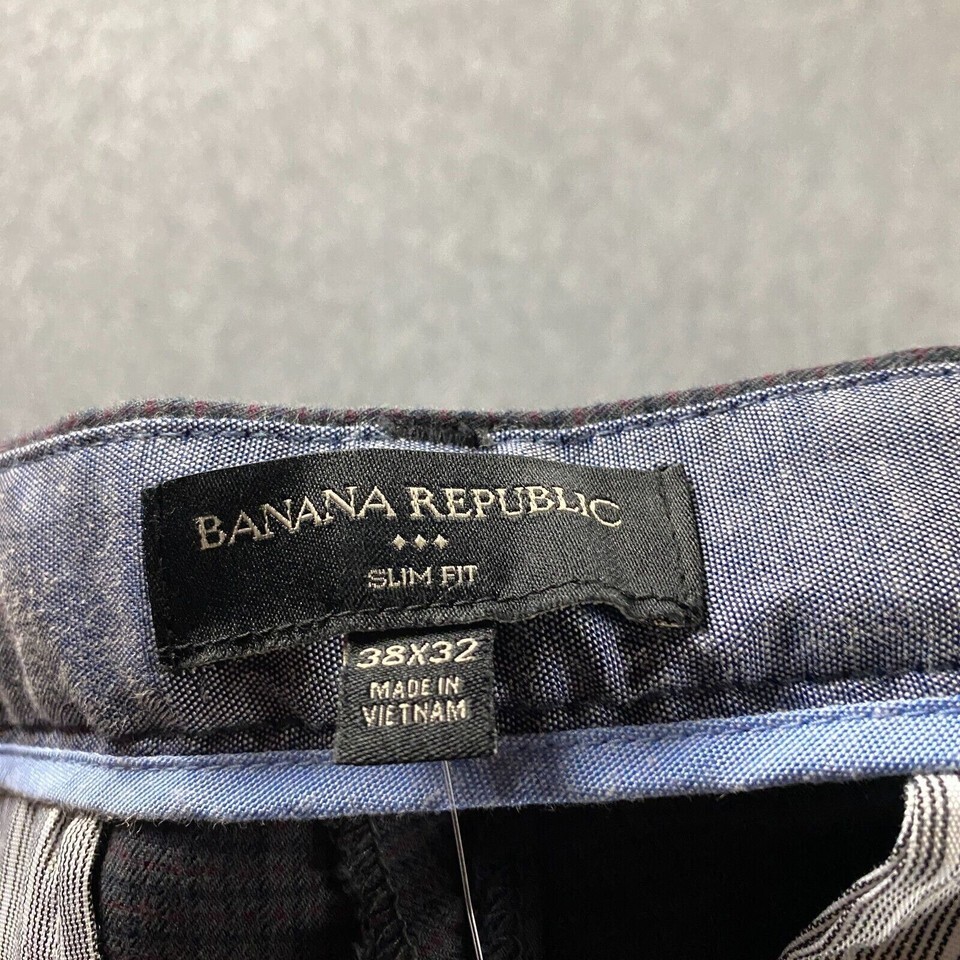 BANANA REPUBLIC
SLIM FIT
38X32
MADE IN
VIETNAM